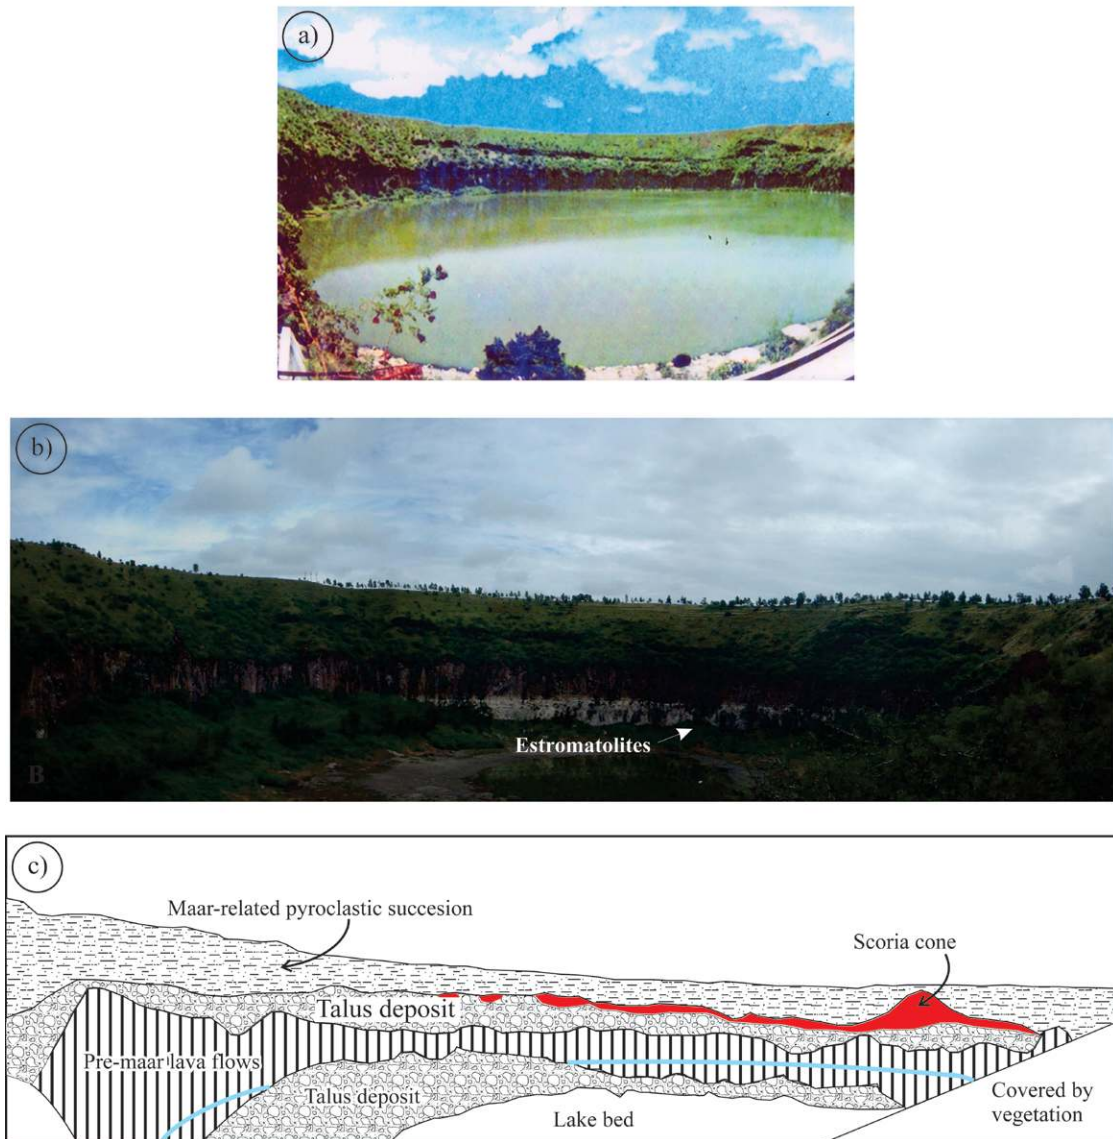 a)
b)
Estromatolites
B
c)
Maar-related pyroclastic succesion
Scoria cone
Talus deposit
Pre-maar lava flows
Talus deposit
Covered by
vegetation
Lake bed